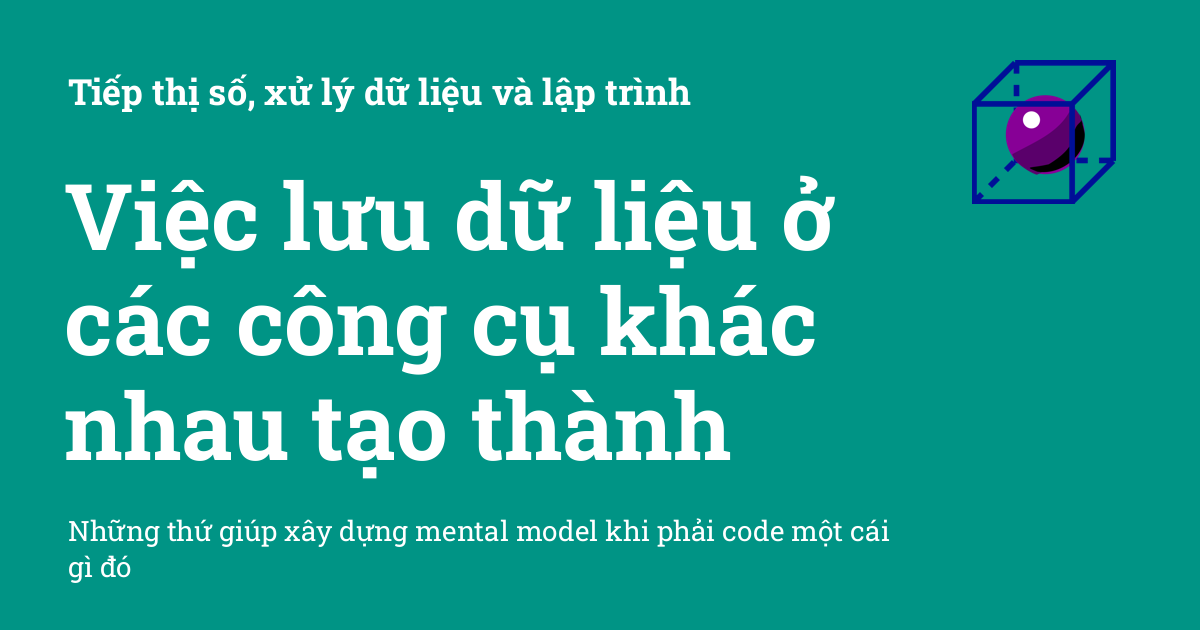 Tiếp thị số, xử lý dữ liệu và lập trình
Việc lưu dữ liệu ở
các công cụ khác
nhau tạo thành
Những thứ giúp xây dựng mental model khi phải code một cái
gì đó